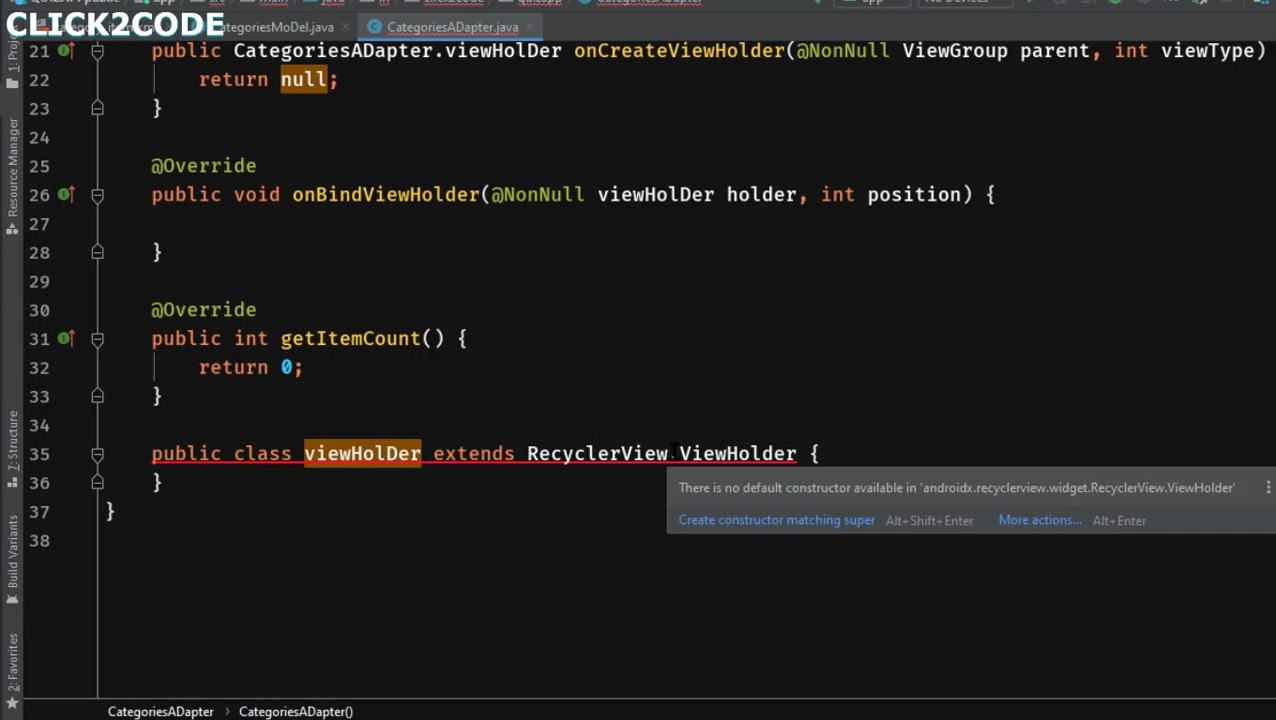 CLICK2CODE
CategoriesMoDel.java
CategoriesADapter.java
1: Project
Resource Manager
Z: Structure
Build Variants
2: Favorites
21 public CategoriesADapter.viewHolDer onCreateViewHolder(@NonNull ViewGroup parent, int viewType)
22 return null;
23 }
24
25 @Override
26 public void onBindViewHolder(@NonNull viewHolDer holder, int position) {
27
28 }
29
30 @Override
31 public int getItemCount() {
32 return 0;
33 }
34
35 public class viewHolDer extends RecyclerView.ViewHolder {
36 }
37 }
38
There is no default constructor available in 'androidx.recyclerview.widget.RecyclerView.ViewHolder'
Create constructor matching super Alt+Shift+Enter More actions... Alt+Enter
CategoriesADapter > CategoriesADapter()